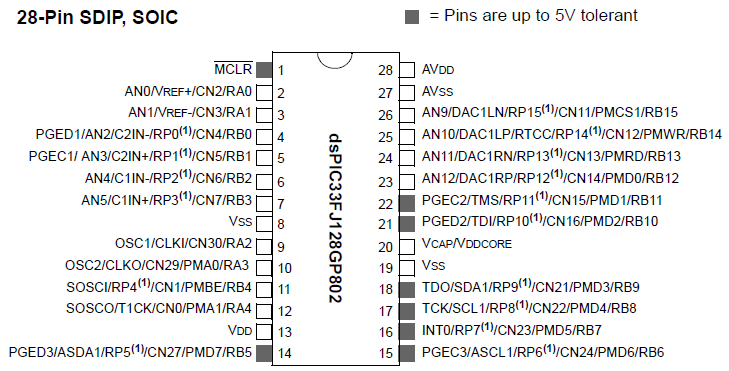 28-Pin SDIP, SOIC
= Pins are up to 5V tolerant
MCLR 1
AN0/VREF+/CN2/RA0 2
AN1/VREF-/CN3/RA1 3
PGED1/AN2/C2IN-/RP0(1)/CN4/RB0 4
PGEC1/ AN3/C2IN+/RP1(1)/CN5/RB1 5
AN4/C1IN-/RP2(1)/CN6/RB2 6
AN5/C1IN+/RP3(1)/CN7/RB3 7
VSS 8
OSC1/CLKI/CN30/RA2 9
OSC2/CLKO/CN29/PMA0/RA3 10
SOSCI/RP4(1)/CN1/PMBE/RB4 11
SOSCO/T1CK/CN0/PMA1/RA4 12
VDD 13
PGED3/ASDA1/RP5(1)/CN27/PMD7/RB5 14
dsPIC33FJ128GP802
28 AVDD
27 AVSS
26 AN9/DAC1LN/RP15(1)/CN11/PMCS1/RB15
25 AN10/DAC1LP/RTCC/RP14(1)/CN12/PMWR/RB14
24 AN11/DAC1RN/RP13(1)/CN13/PMRD/RB13
23 AN12/DAC1RP/RP12(1)/CN14/PMD0/RB12
22 PGEC2/TMS/RP11(1)/CN15/PMD1/RB11
21 PGED2/TDI/RP10(1)/CN16/PMD2/RB10
20 VCAP/VDDCORE
19 VSS
18 TDO/SDA1/RP9(1)/CN21/PMD3/RB9
17 TCK/SCL1/RP8(1)/CN22/PMD4/RB8
16 INT0/RP7(1)/CN23/PMD5/RB7
15 PGEC3/ASCL1/RP6(1)/CN24/PMD6/RB6